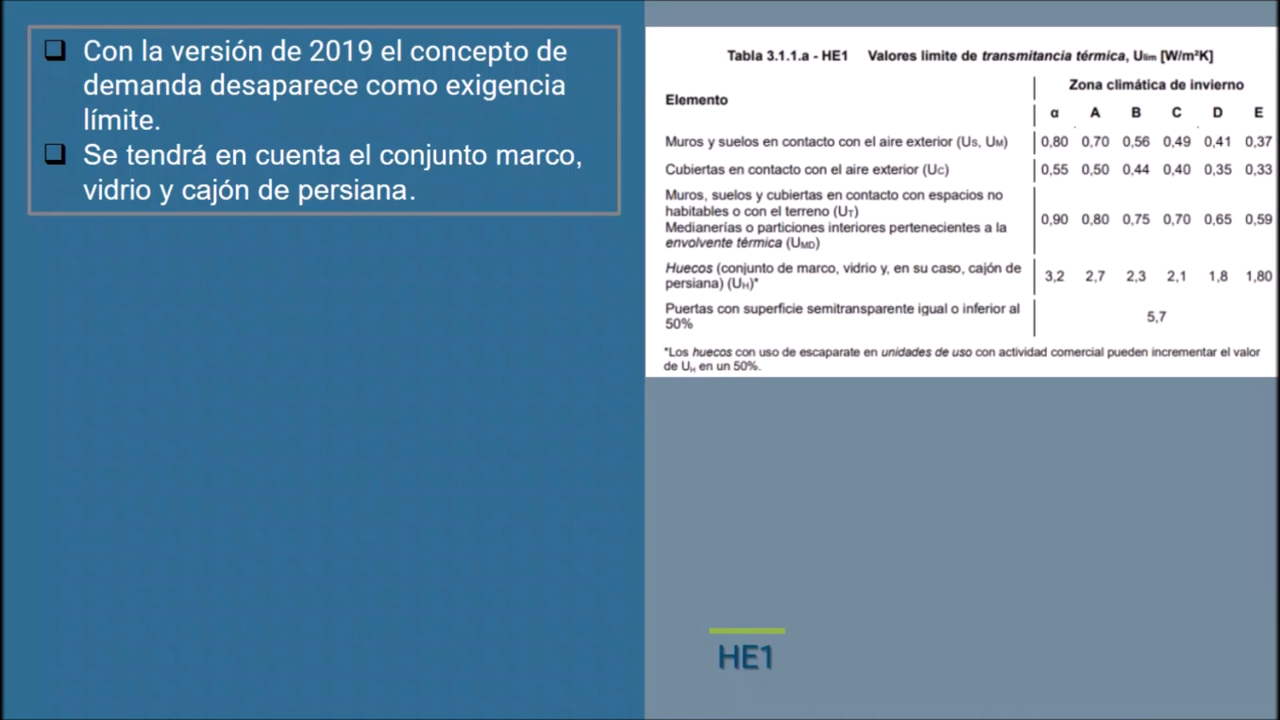 Con la versión de 2019 el concepto de
demanda desaparece como exigencia
límite.
Se tendrá en cuenta el conjunto marco,
vidrio y cajón de persiana.
Tabla 3.1.1.a - HE1 Valores límite de transmitancia térmica, Ulim [W/m²K]
Zona climática de invierno
Elemento
α A B C D E
Muros y suelos en contacto con el aire exterior (US, UM) 0,80 0,70 0,56 0,49 0,41 0,37
Cubiertas en contacto con el aire exterior (UC) 0,55 0,50 0,44 0,40 0,35 0,33
Muros, suelos y cubiertas en contacto con espacios no
habitables o con el terreno (UT)
Medianerías o particiones interiores pertenecientes a la
envolvente térmica (UMD)
0,90 0,80 0,75 0,70 0,65 0,59
Huecos (conjunto de marco, vidrio y, en su caso, cajón de
persiana) (UH)*
3,2 2,7 2,3 2,1 1,8 1,80
Puertas con superficie semitransparente igual o inferior al
50%
5,7
*Los huecos con uso de escaparate en unidades de uso con actividad comercial pueden incrementar el valor
de UH en un 50%.
HE1